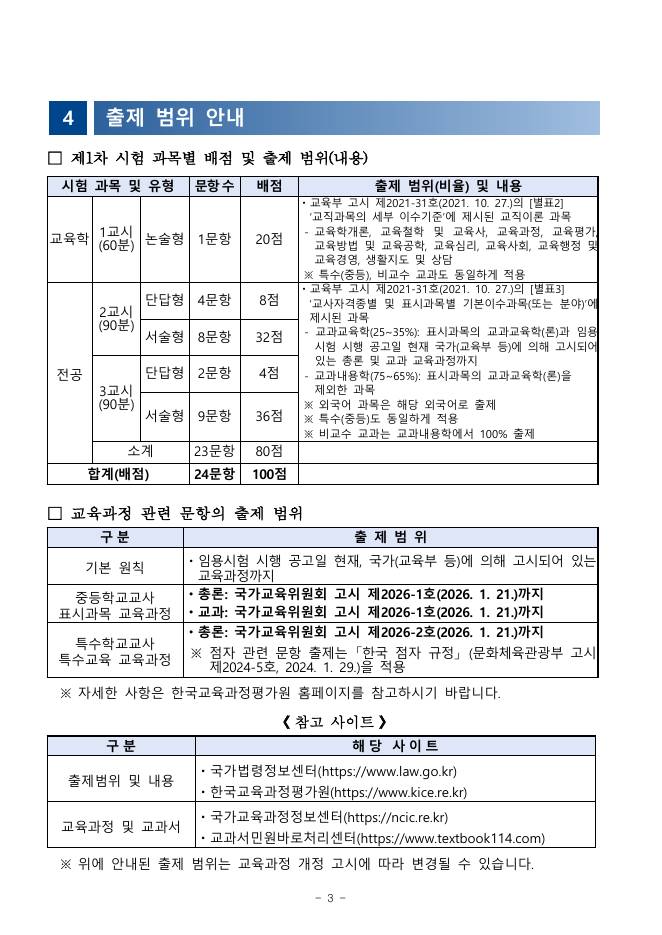 4 출제 범위 안내
□ 제1차 시험 과목별 배점 및 출제 범위(내용)
시험 과목 및 유형 문항수 배점 출제 범위(비율) 및 내용
교육학 1교시 (60분) 논술형 1문항 20점
・교육부 고시 제2021-31호(2021. 10. 27.)의 [별표2]
'교직과목의 세부 이수기준'에 제시된 교직이론 과목
- 교육학개론, 교육철학 및 교육사, 교육과정, 교육평가,
교육방법 및 교육공학, 교육심리, 교육사회, 교육행정 및
교육경영, 생활지도 및 상담
※ 특수(중등), 비교수 교과도 동일하게 적용
전공
2교시 (90분) 단답형 4문항 8점
서술형 8문항 32점
3교시 (90분) 단답형 2문항 4점
서술형 9문항 36점
・교육부 고시 제2021-31호(2021. 10. 27.)의 [별표3]
'교사자격종별 및 표시과목별 기본이수과목(또는 분야)'에
제시된 과목
- 교과교육학(25~35%): 표시과목의 교과교육학(론)과 임용
시험 시행 공고일 현재 국가(교육부 등)에 의해 고시되어
있는 총론 및 교과 교육과정까지
- 교과내용학(75~65%): 표시과목의 교과교육학(론)을
제외한 과목
※ 외국어 과목은 해당 외국어로 출제
※ 특수(중등)도 동일하게 적용
※ 비교수 교과는 교과내용학에서 100% 출제
소계 23문항 80점
합계(배점) 24문항 100점
□ 교육과정 관련 문항의 출제 범위
구분 출 제 범 위
기본 원칙
・임용시험 시행 공고일 현재, 국가(교육부 등)에 의해 고시되어 있는
교육과정까지
중등학교교사
표시과목 교육과정
・총론: 국가교육위원회 고시 제2026-1호(2026. 1. 21.)까지
・교과: 국가교육위원회 고시 제2026-1호(2026. 1. 21.)까지
특수학교교사
특수교육 교육과정
・총론: 국가교육위원회 고시 제2026-2호(2026. 1. 21.)까지
※ 점자 관련 문항 출제는「한국 점자 규정」(문화체육관광부 고시
제2024-5호, 2024. 1. 29.)을 적용
※ 자세한 사항은 한국교육과정평가원 홈페이지를 참고하시기 바랍니다.
《 참고 사이트 》
구분 해당 사이트
출제범위 및 내용
・국가법령정보센터(https://www.law.go.kr)
・한국교육과정평가원(https://www.kice.re.kr)
교육과정 및 교과서
・국가교육과정정보센터(https://ncic.re.kr)
・교과서민원바로처리센터(https://www.textbook114.com)
※ 위에 안내된 출제 범위는 교육과정 개정 고시에 따라 변경될 수 있습니다.
- 3 -